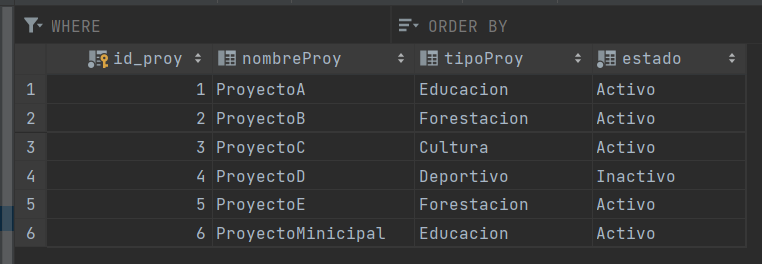 WHERE ORDER BY
id_proy nombreProy tipoProy estado
1 1 ProyectoA Educacion Activo
2 2 ProyectoB Forestacion Activo
3 3 ProyectoC Cultura Activo
4 4 ProyectoD Deportivo Inactivo
5 5 ProyectoE Forestacion Activo
6 6 ProyectoMinicipal Educacion Activo